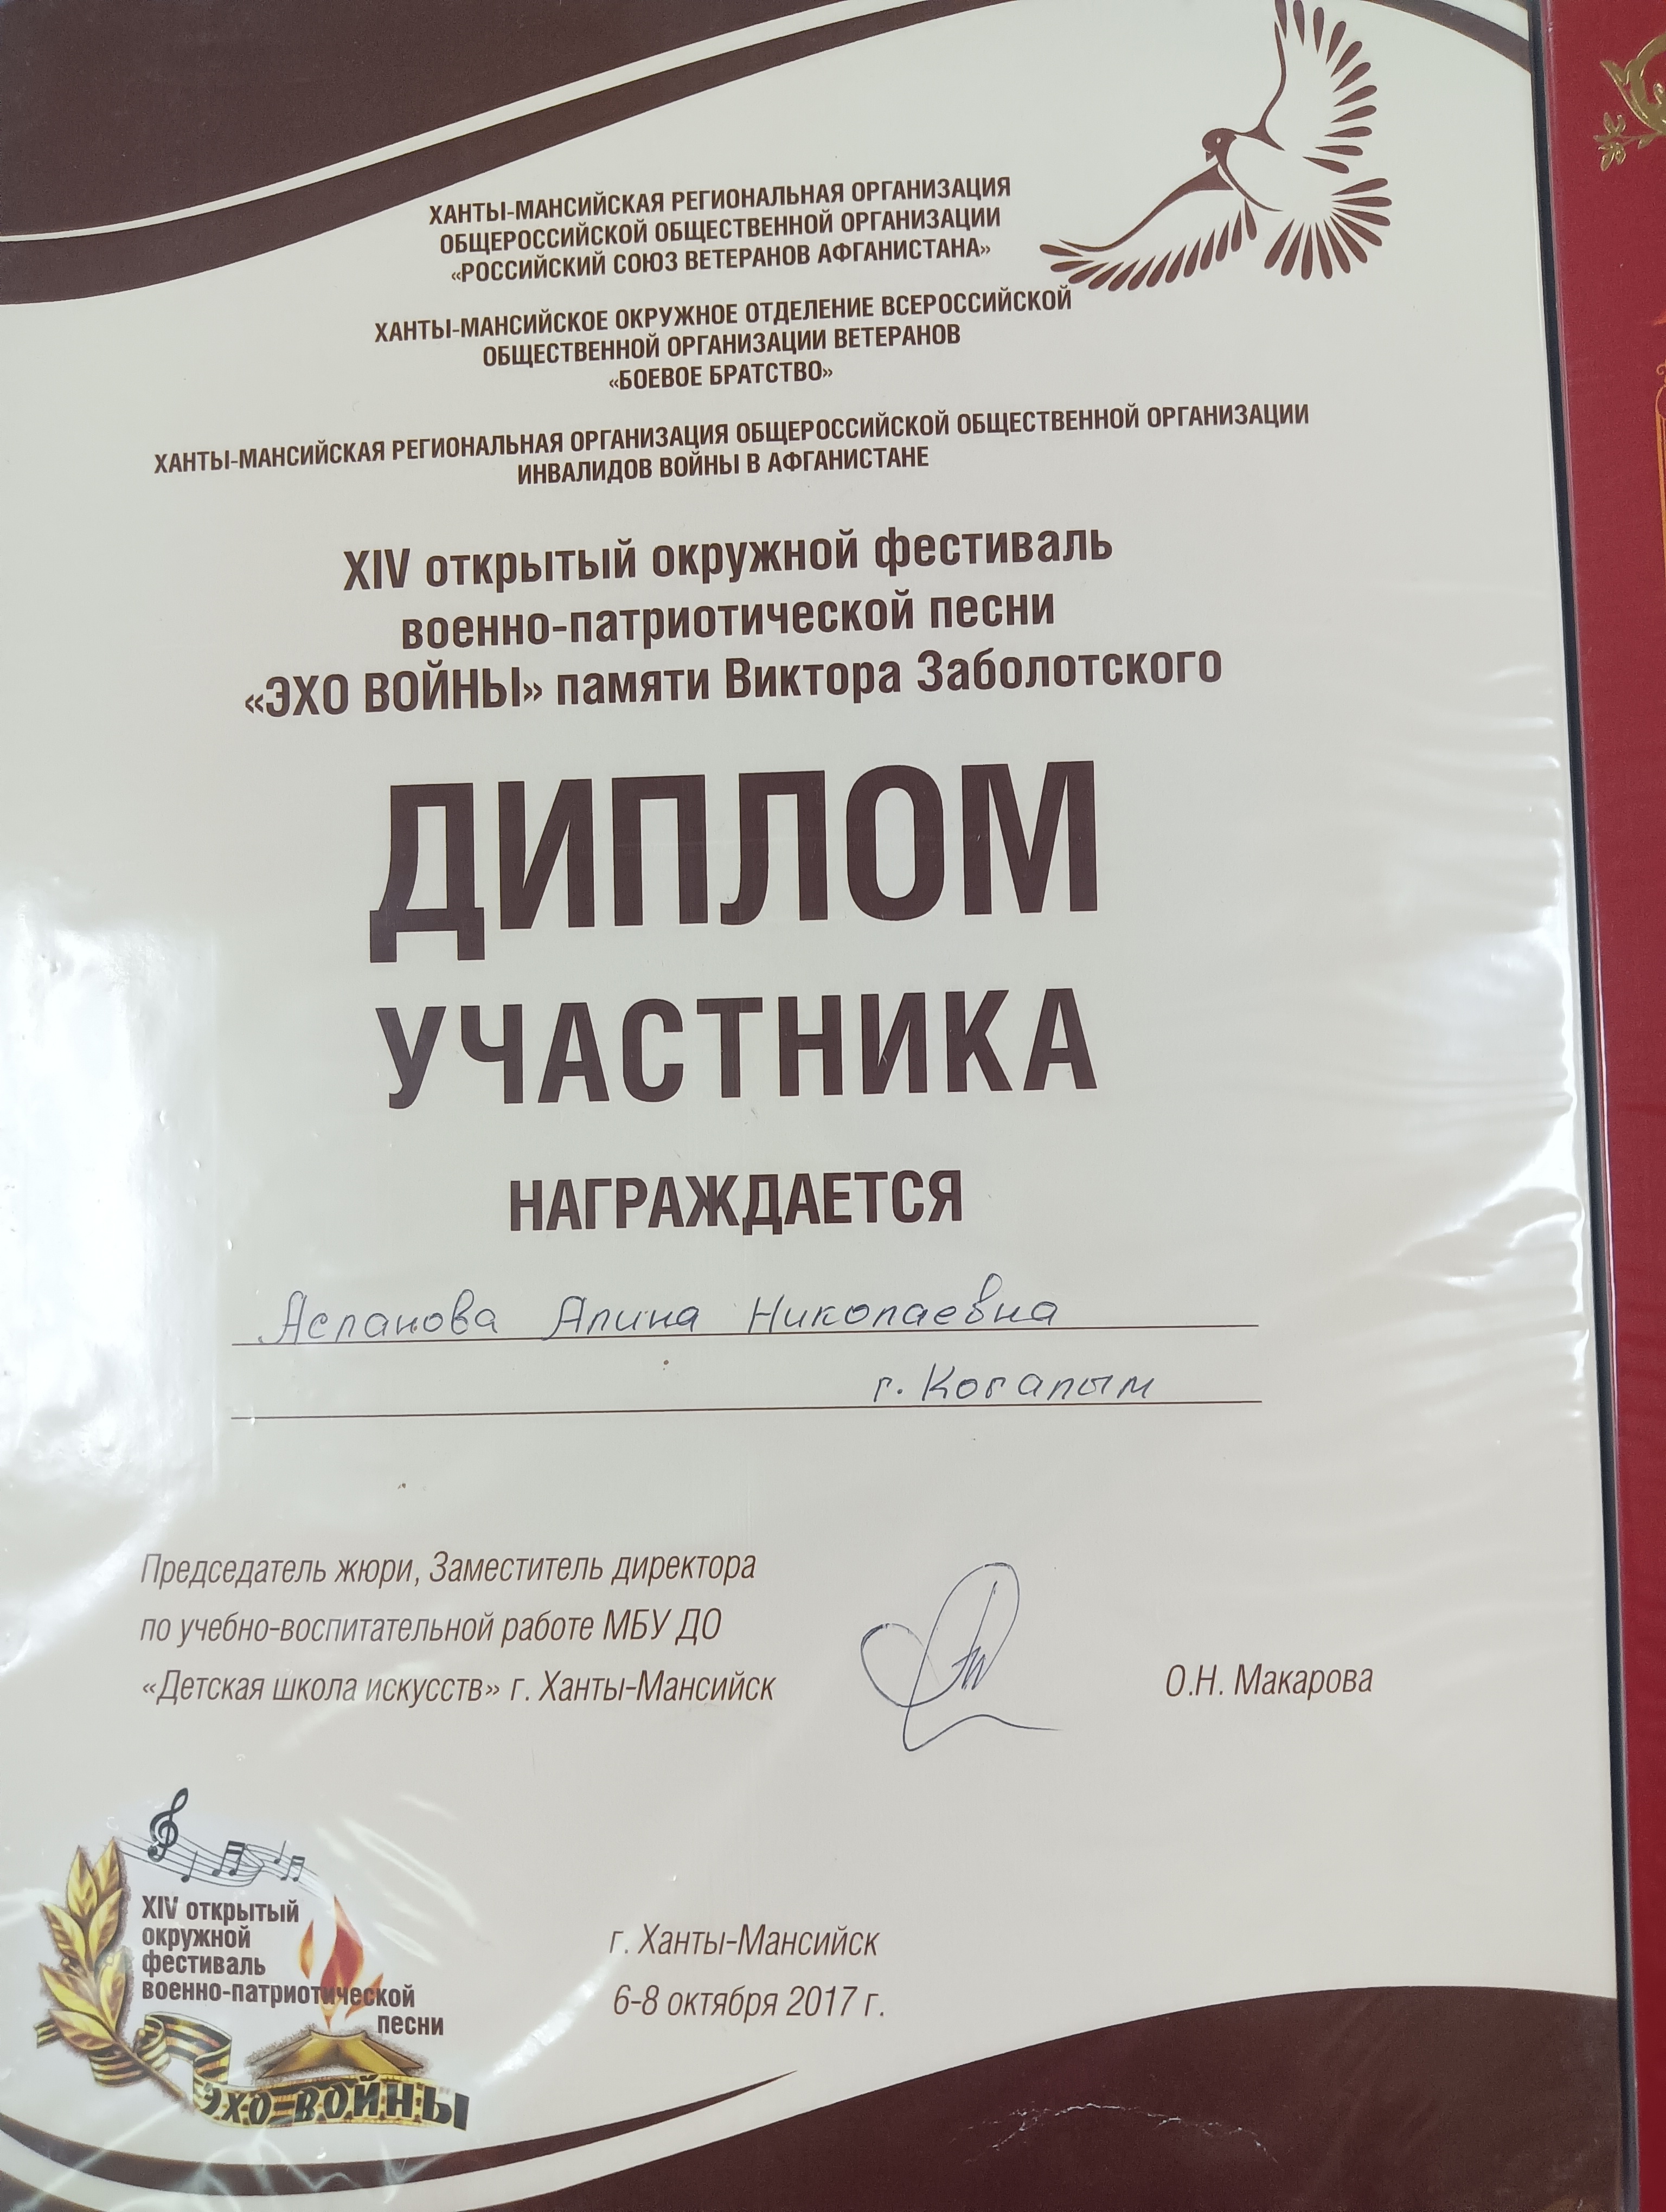 ХАНТЫ-МАНСИЙСКАЯ РЕГИОНАЛЬНАЯ ОРГАНИЗАЦИЯ
ОБЩЕРОССИЙСКОЙ ОБЩЕСТВЕННОЙ ОРГАНИЗАЦИИ
«РОССИЙСКИЙ СОЮЗ ВЕТЕРАНОВ АФГАНИСТАНА»
ХАНТЫ-МАНСИЙСКОЕ ОКРУЖНОЕ ОТДЕЛЕНИЕ ВСЕРОССИЙСКОЙ
ОБЩЕСТВЕННОЙ ОРГАНИЗАЦИИ ВЕТЕРАНОВ
«БОЕВОЕ БРАТСТВО»
ХАНТЫ-МАНСИЙСКАЯ РЕГИОНАЛЬНАЯ ОРГАНИЗАЦИЯ ОБЩЕРОССИЙСКОЙ ОБЩЕСТВЕННОЙ ОРГАНИЗАЦИИ
ИНВАЛИДОВ ВОЙНЫ В АФГАНИСТАНЕ
XIV открытый окружной фестиваль
военно-патриотической песни
«ЭХО ВОЙНЫ» памяти Виктора Заболотского
ДИПЛОМ
УЧАСТНИКА
НАГРАЖДАЕТСЯ
Асланова Алина Николаевна
г. Когалым
Председатель жюри, Заместитель директора
по учебно-воспитательной работе МБУ ДО
«Детская школа искусств» г. Ханты-Мансийск
О.Н. Макарова
XIV открытый
окружной
фестиваль
военно-патриотической
песни
ЭХО ВОЙНЫ
г. Ханты-Мансийск
6-8 октября 2017 г.